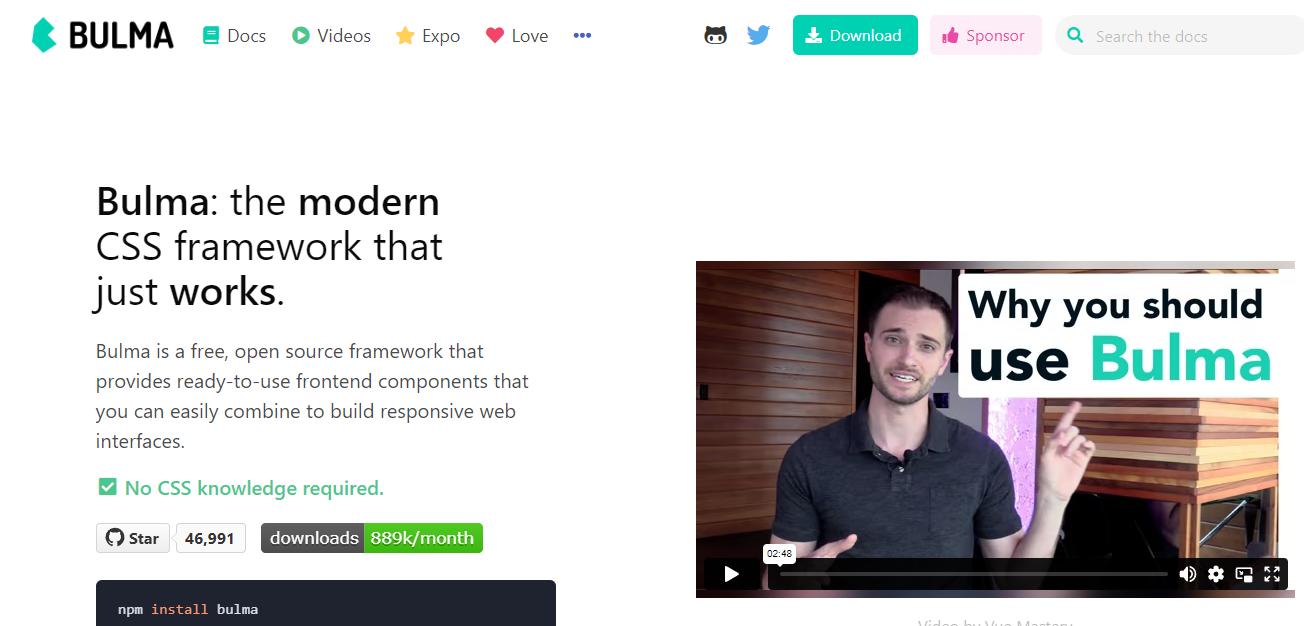 BULMA Docs Videos Expo Love Download Sponsor Search the docs
Bulma: the modern
CSS framework that
just works.
Bulma is a free, open source framework that
provides ready-to-use frontend components that
you can easily combine to build responsive web
interfaces.
No CSS knowledge required.
Star 46,991 downloads 889k/month
npm install bulma
Why you should
use Bulma
02:48
Video by Vue Mastery